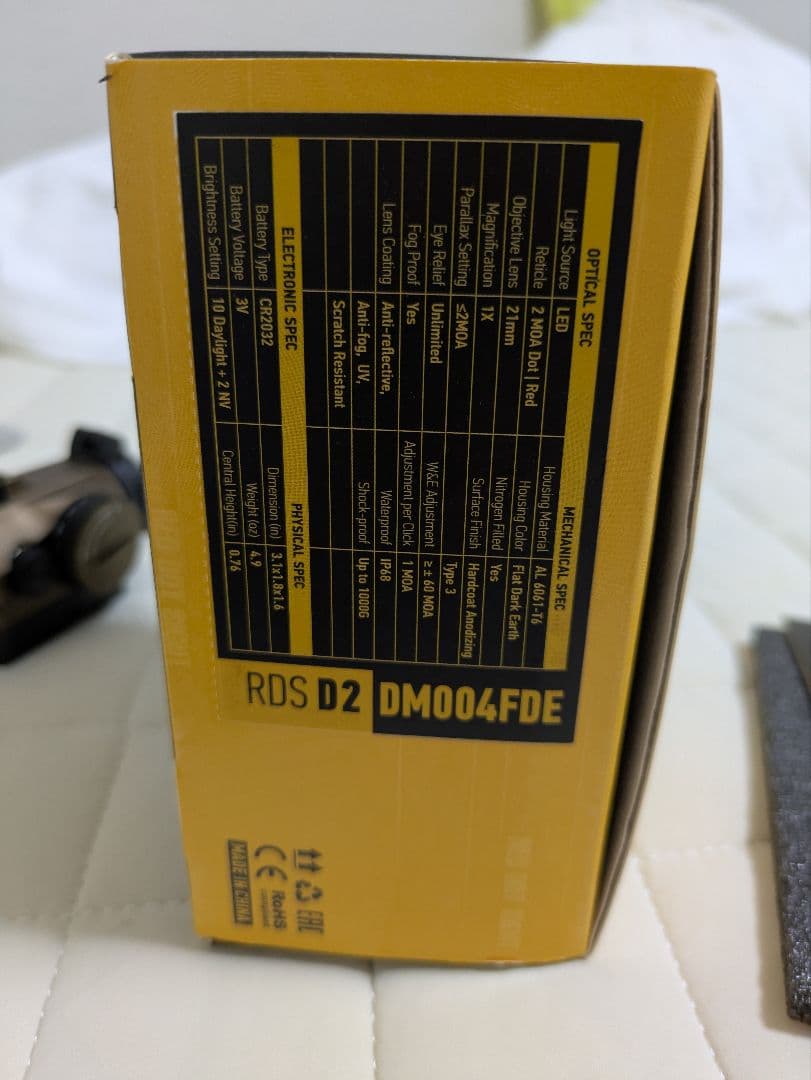 OPTICAL SPEC
Light Source LED
Reticle 2 MOA Dot | Red
Objective Lens 21mm
Magnification 1X
Parallax Setting ≤2MOA
Eye Relief Unlimited
Fog Proof Yes
Lens Coating Anti-reflective,
Anti-fog, UV,
Scratch Resistant
MECHANICAL SPEC
Housing Material AL 6061-T6
Housing Color Flat Dark Earth
Nitrogen Filled Yes
Surface Finish Hardcoat Anodizing
Type 3
W&E Adjustment ≥ ± 60 MOA
Adjustment per Click 1 MOA
Waterproof IP68
Shock-proof Up to 1000G
ELECTRONIC SPEC
Battery Type CR2032
Battery Voltage 3V
Brightness Setting 10 Daylight + 2 NV
PHYSICAL SPEC
Dimension (in) 3.1x1.8x1.6
Weight (oz) 4.9
Central Height(in) 0.76
RDS D2 DM004FDE
EAC
CE RoHS
MADE IN CHINA